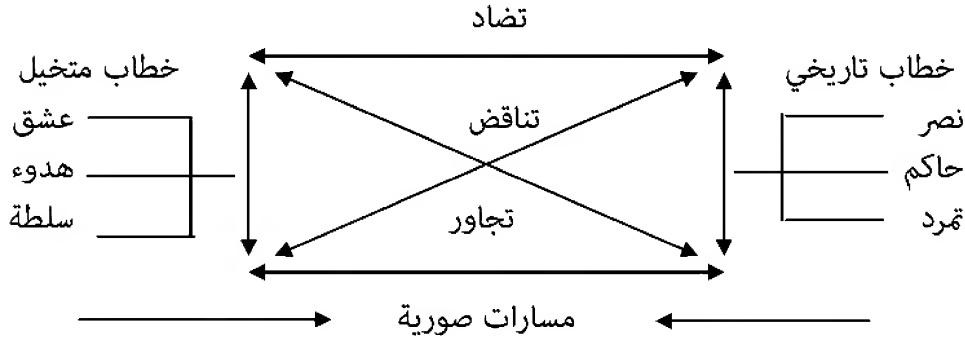 تضاد
خطاب تاريخي
خطاب متخيل
نصر
تناقض
عشق
حاكم
هدوء
تمرد
تجاور
سلطة
مسارات صورية